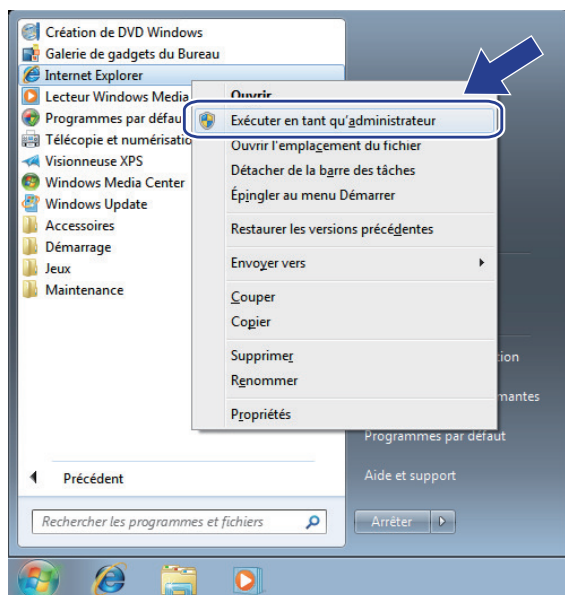 Création de DVD Windows
Galerie de gadgets du Bureau
Internet Explorer
Lecteur Windows Media
Programmes par défau
Télécopie et numérisatio
Visionneuse XPS
Windows Media Center
Windows Update
Accessoires
Démarrage
Jeux
Maintenance
Précédent
Rechercher les programmes et fichiers
Ouvrir
Exécuter en tant qu'administrateur
Ouvrir l'emplacement du fichier
Détacher de la barre des tâches
Épingler au menu Démarrer
Restaurer les versions précédentes
Envoyer vers
Couper
Copier
Supprimer
Renommer
Propriétés
tion
mantes
Programmes par défaut
Aide et support
Arrêter